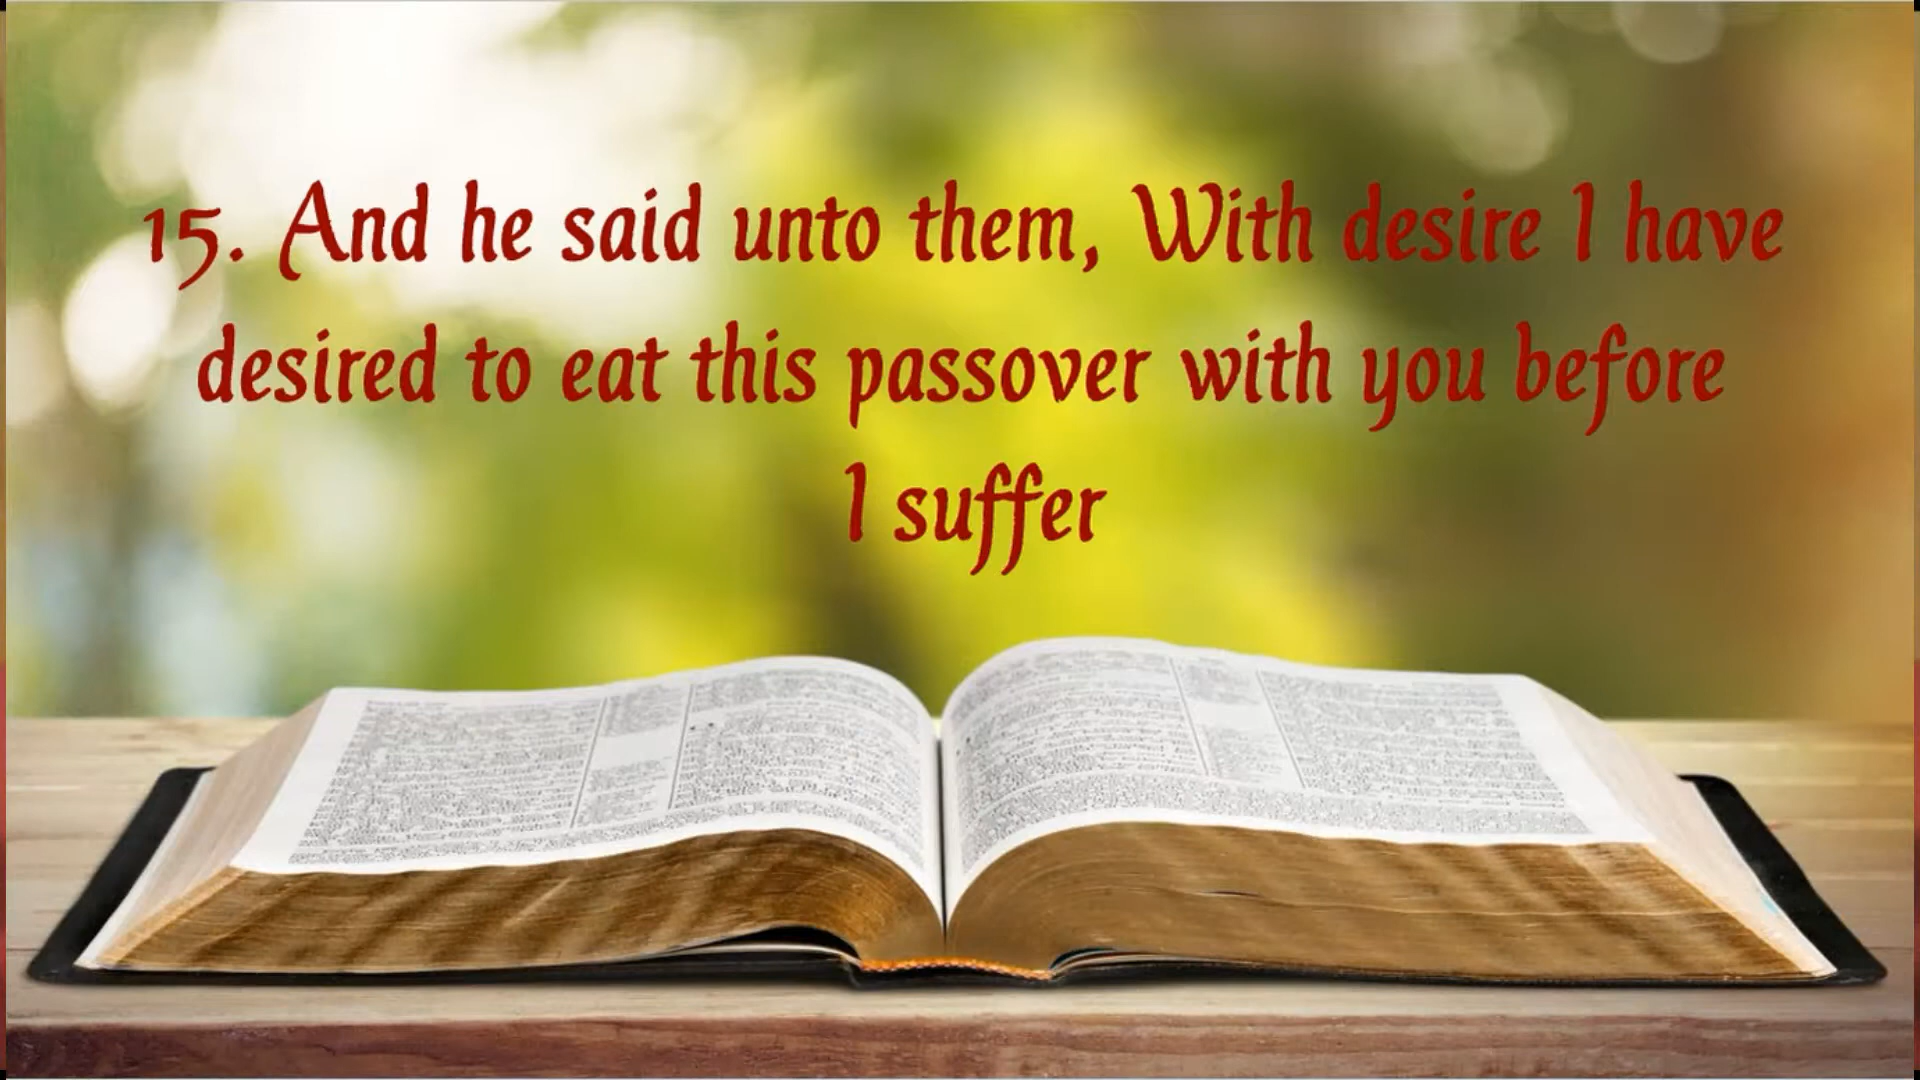 15. And he said unto them, With desire I have
desired to eat this passover with you before
I suffer